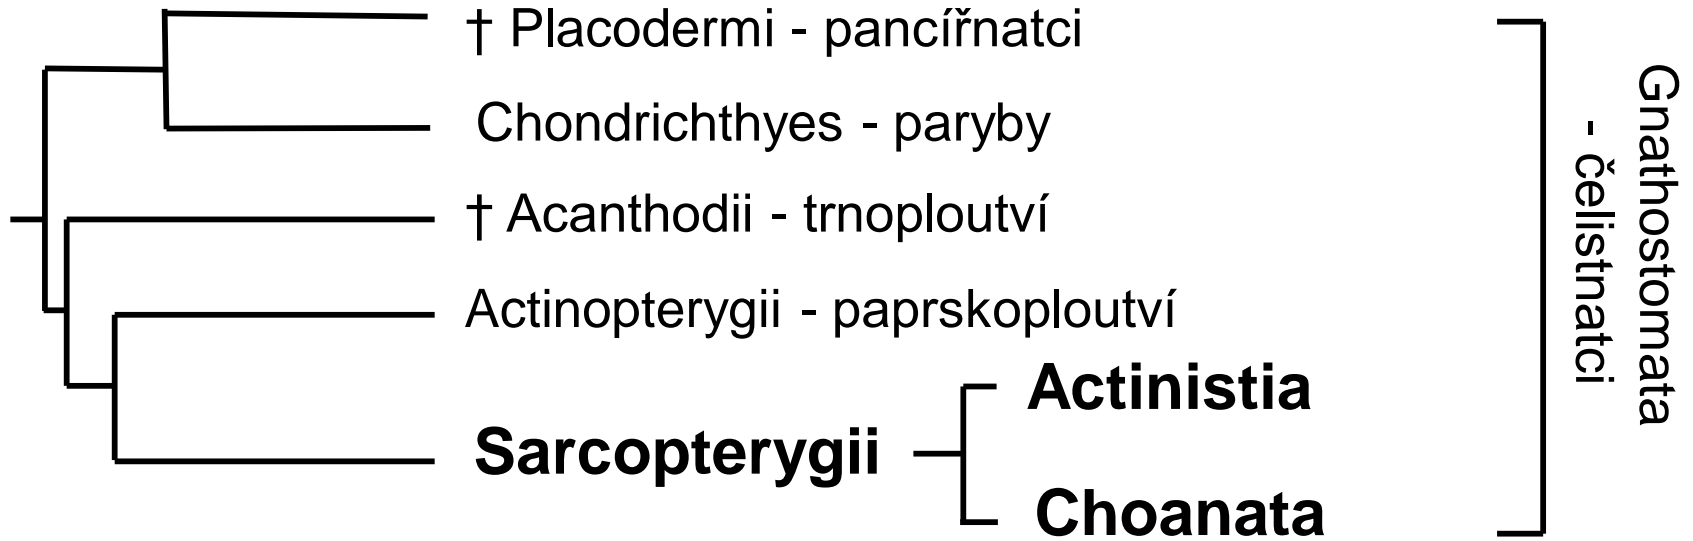 † Placodermi - pancířnatci
Chondrichthyes - paryby
† Acanthodii - trnoploutví
Actinopterygii - paprskoploutví
Sarcopterygii
Actinistia
Choanata
Gnathostomata
- čelistnatci